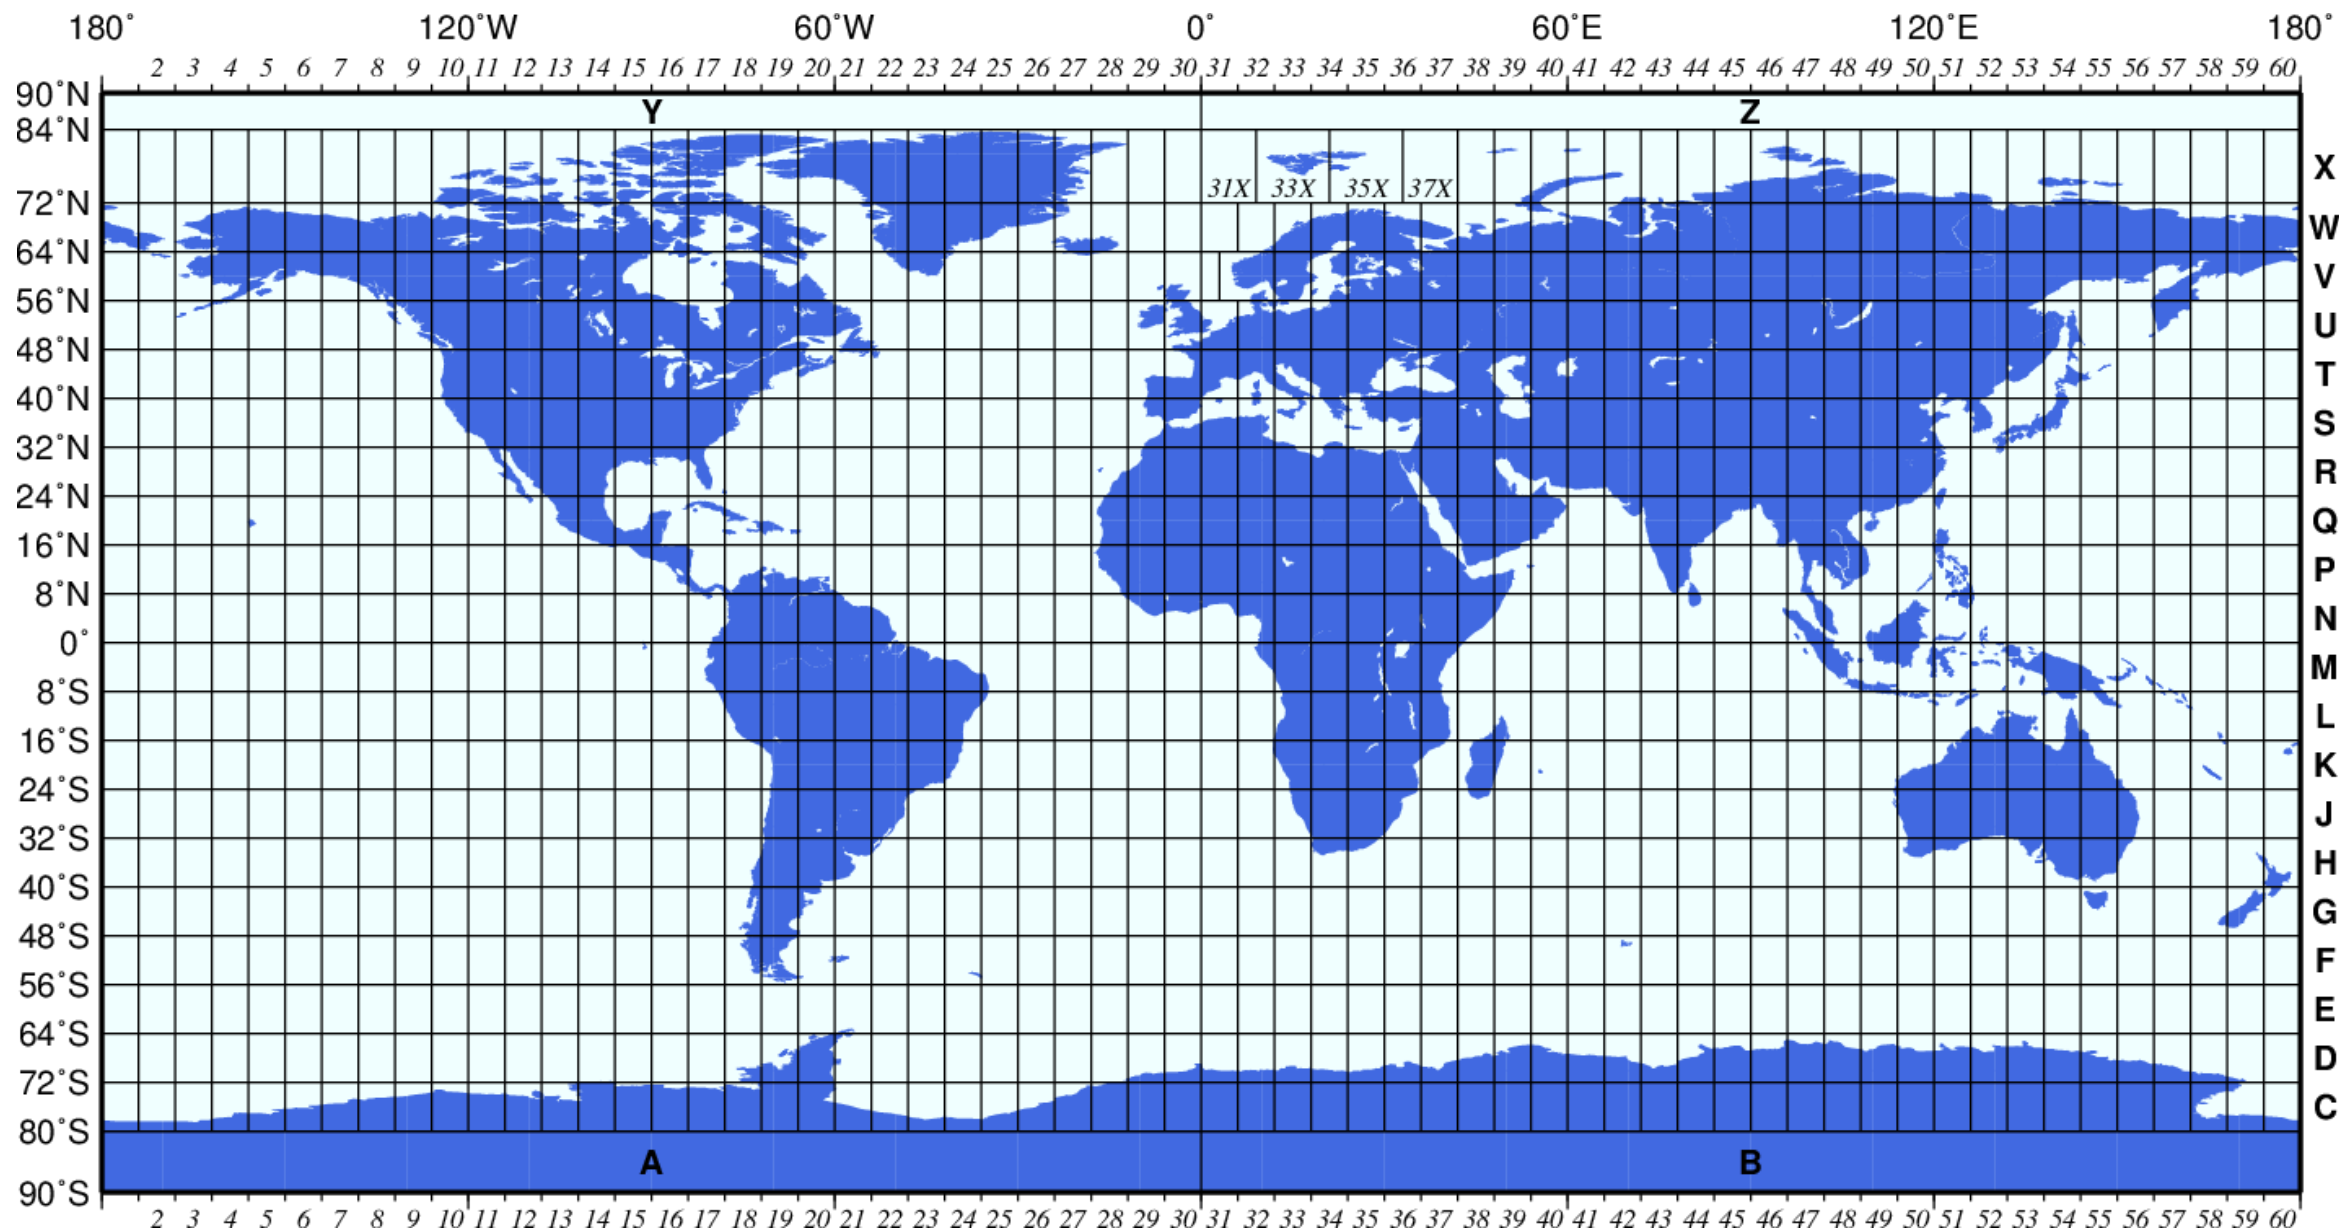 180° 120°W 60°W 0° 60°E 120°E 180°
2 3 4 5 6 7 8 9 10 11 12 13 14 15 16 17 18 19 20 21 22 23 24 25 26 27 28 29 30 31 32 33 34 35 36 37 38 39 40 41 42 43 44 45 46 47 48 49 50 51 52 53 54 55 56 57 58 59 60
90°N
Y Z
84°N
X
31X 33X 35X 37X
72°N
W
64°N
V
56°N
U
48°N
T
40°N
S
32°N
R
24°N
Q
16°N
P
8°N
N
0°
M
8°S
L
16°S
K
24°S
J
32°S
H
40°S
G
48°S
F
56°S
E
64°S
D
72°S
C
80°S
A B
90°S
2 3 4 5 6 7 8 9 10 11 12 13 14 15 16 17 18 19 20 21 22 23 24 25 26 27 28 29 30 31 32 33 34 35 36 37 38 39 40 41 42 43 44 45 46 47 48 49 50 51 52 53 54 55 56 57 58 59 60